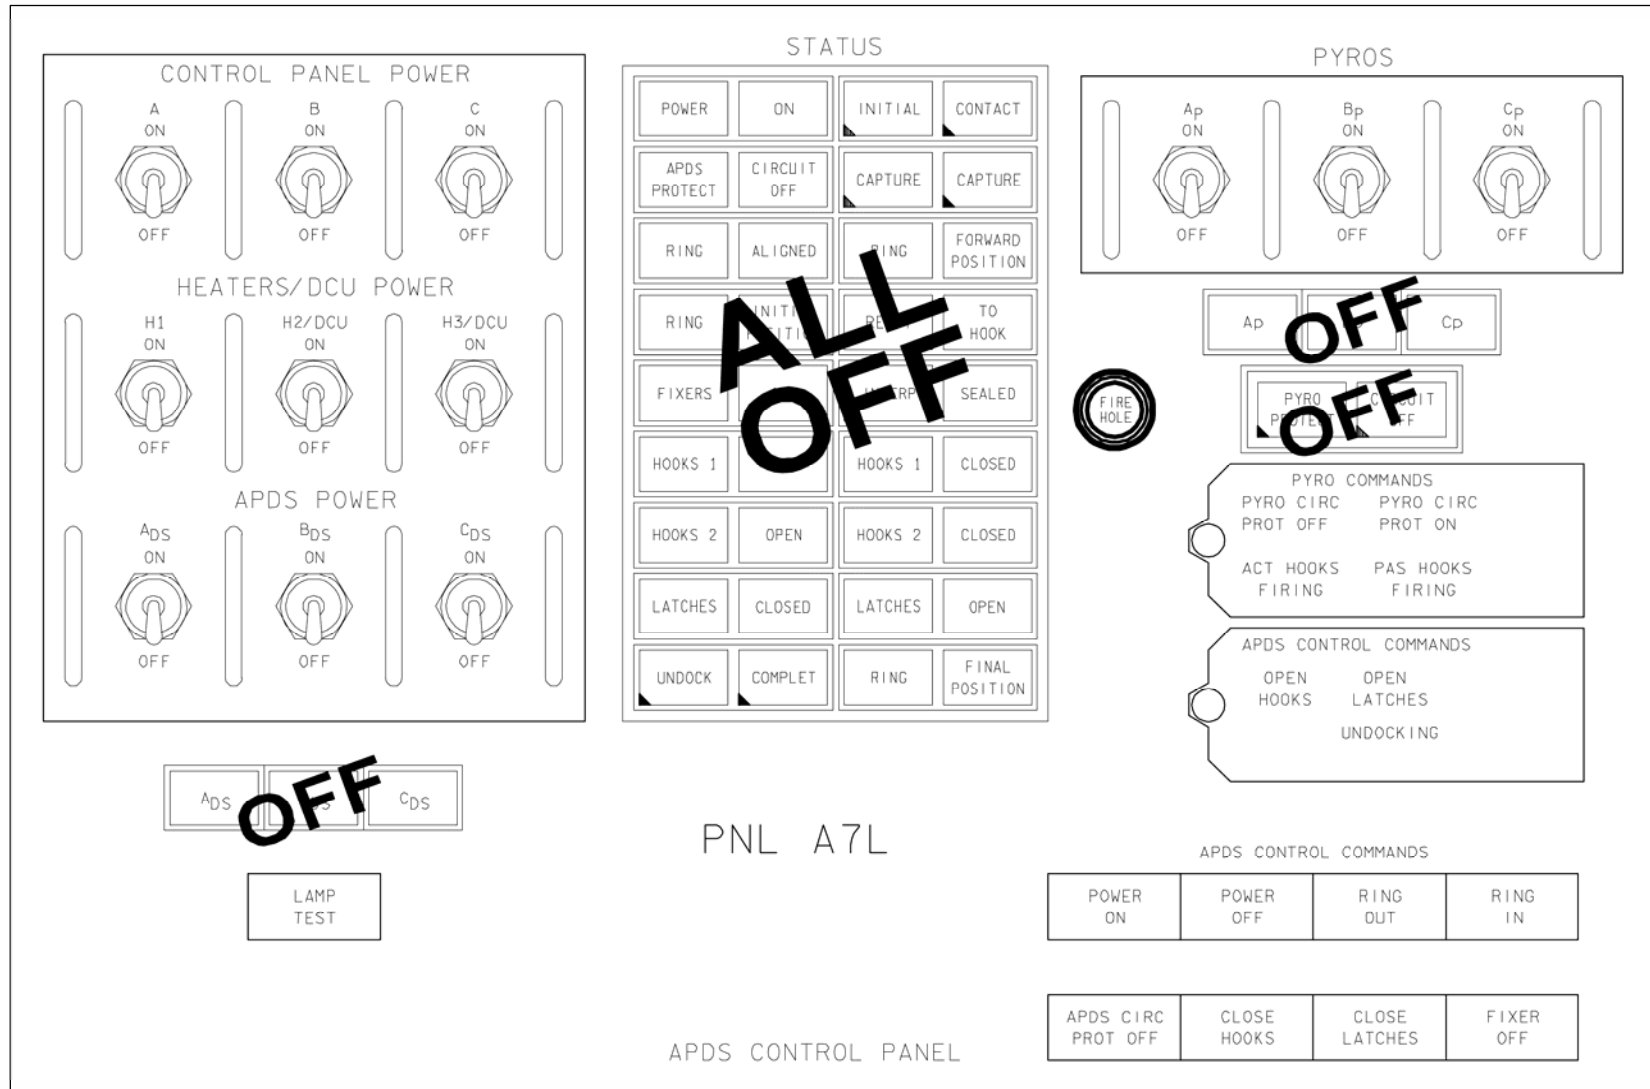 CONTROL PANEL POWER
A B C
ON ON ON
OFF OFF OFF
HEATERS/DCU POWER
H1 H2/DCU H3/DCU
ON ON ON
OFF OFF OFF
APDS POWER
ADS BDS CDS
ON ON ON
OFF OFF OFF
ADS CDS
OFF
LAMP
TEST
STATUS
POWER ON INITIAL CONTACT
APDS PROTECT CIRCUIT OFF CAPTURE CAPTURE
RING ALIGNED RING FORWARD POSITION
RING TO HOOK
FIXERS SEALED
HOOKS 1 HOOKS 1 CLOSED
HOOKS 2 OPEN HOOKS 2 CLOSED
LATCHES CLOSED LATCHES OPEN
UNDOCK COMPLET RING FINAL POSITION
ALL
OFF
PNL A7L
APDS CONTROL PANEL
PYROS
AP BP CP
ON ON ON
OFF OFF OFF
AP CP
OFF
FIRE
HOLE
PYRO
OFF
PYRO COMMANDS
PYRO CIRC PYRO CIRC
PROT OFF PROT ON
ACT HOOKS PAS HOOKS
FIRING FIRING
APDS CONTROL COMMANDS
OPEN OPEN
HOOKS LATCHES
UNDOCKING
APDS CONTROL COMMANDS
POWER POWER RING RING
ON OFF OUT IN
APDS CIRC CLOSE CLOSE FIXER
PROT OFF HOOKS LATCHES OFF